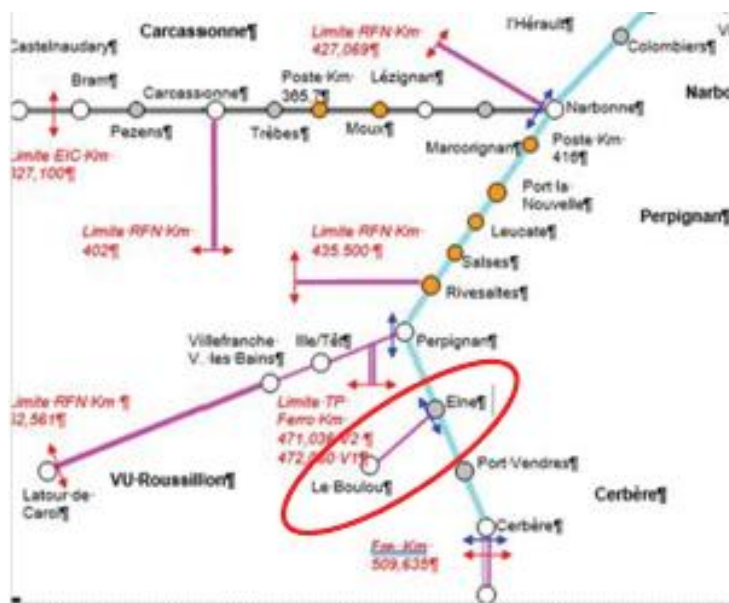 Carcassonne¶
Limite·RFN·Km·
427,069¶
l'Hérault¶
Colombiers¶
Castelnaudary
Bram¶
Carcassonne¶
Poste·Km·
365,7¶
Lézignan¶
Narbonne¶
Pezens¶
Trèbes¶
Moux¶
Marcorignan¶
Poste·Km·
416¶
Limite·EIC·Km·
327,100¶
Port·la·
Nouvelle¶
Perpignan¶
Limite·RFN·Km·
402¶
Limite·RFN·Km·
435.500·¶
Leucate¶
Salses¶
Rivesaltes¶
Villefranche
V.·les·Bains¶
Ille/Têt¶
Perpignan¶
Limite·RFN·Km·¶
Limite·TP·
Ferro·Km·
471,036·V2·¶
V1¶
Elne¶
Latour·de·
Carol¶
VU·Roussillion¶
Le·Boulou¶
Port·Vendres¶
Cerbère¶
Cerbère¶
Km·
509,635¶